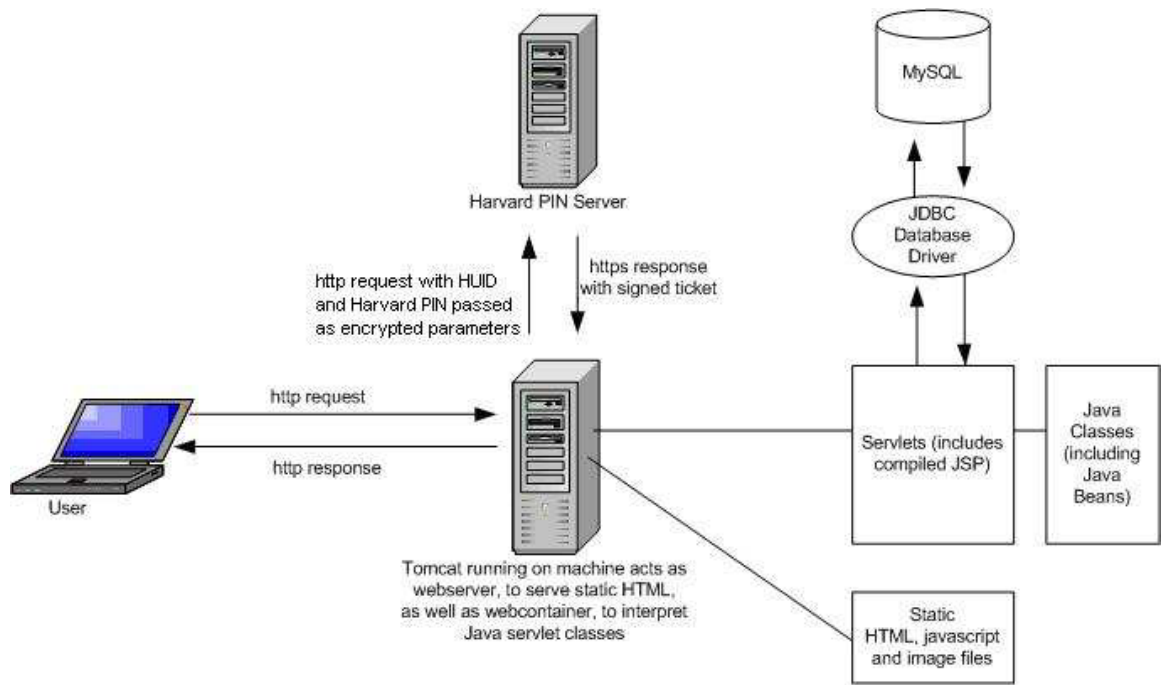 MySQL
Harvard PIN Server
JDBC
Database
Driver
http request with HUID
and Harvard PIN passed
as encrypted parameters
https response
with signed ticket
http request
http response
User
Servlets (includes
compiled JSP)
Java
Classes
(including
Java
Beans)
Tomcat running on machine acts as
webserver, to serve static HTML,
as well as webcontainer, to interpret
Java servlet classes
Static
HTML, javascript
and image files